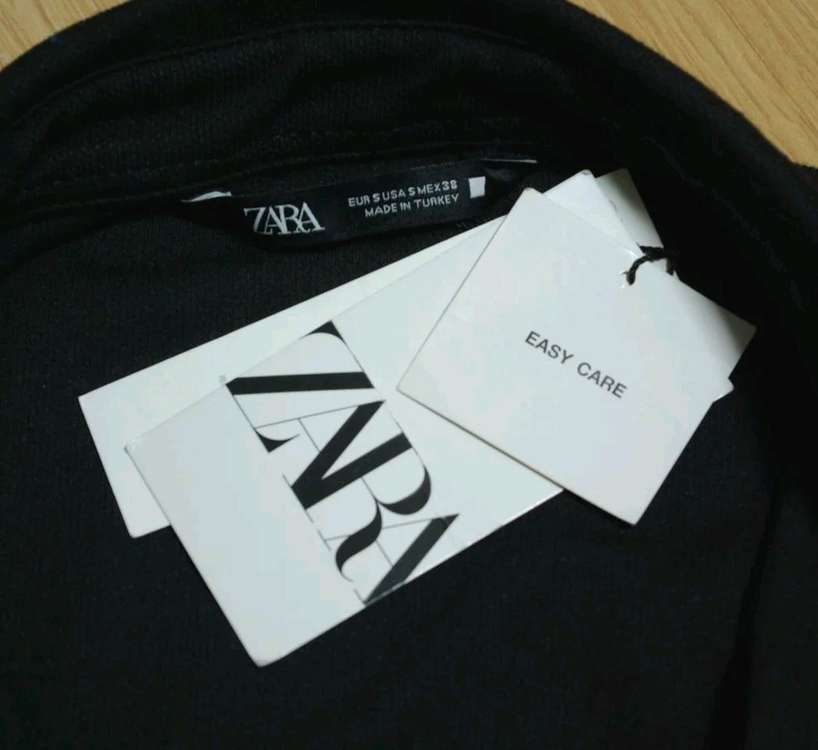 ZARA
EUR S USA S MEX 38
MADE IN TURKEY
EASY CARE
ZARA